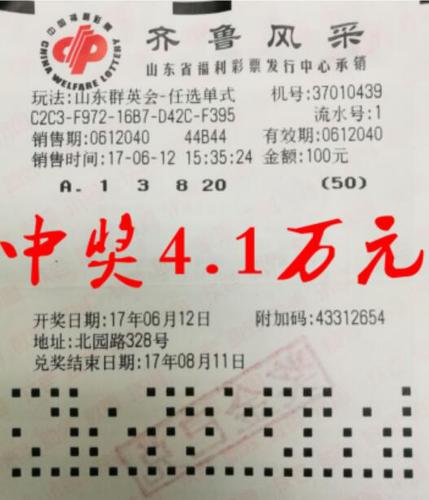 中国福利彩票
CHINA WELFARE LOTTERY
齐鲁风采
山东省福利彩票发行中心承销
玩法:山东群英会-任选单式 机号:37010439
C2C3-F972-16B7-D42C-F395 流水号:1
销售期:0612040 44B44 有效期:0612040
销售时间:17-06-12 15:35:24 金额:100元
A. 1 3 8 20 (50)
中奖4.1万元
开奖日期:17年06月12日 附加码:43312654
地址:北园路328号
兑奖结束日期:17年08月11日